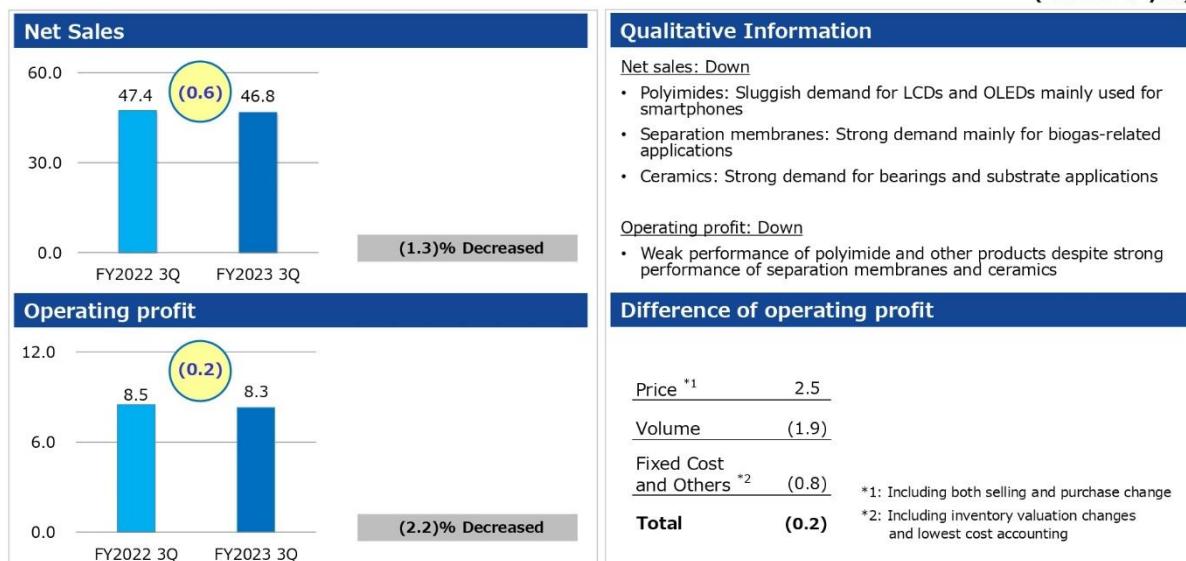 Net Sales
60.0
30.0
0.0
47.4
(0.6)
46.8
FY2022 3Q
FY2023 3Q
(1.3)% Decreased
Operating profit
12.0
6.0
0.0
8.5
(0.2)
8.3
FY2022 3Q
FY2023 3Q
(2.2)% Decreased
Qualitative Information
Net sales: Down
• Polyimides: Sluggish demand for LCDs and OLEDs mainly used for
smartphones
• Separation membranes: Strong demand mainly for biogas-related
applications
• Ceramics: Strong demand for bearings and substrate applications
Operating profit: Down
• Weak performance of polyimide and other products despite strong
performance of separation membranes and ceramics
Difference of operating profit
Price *1 2.5
Volume (1.9)
Fixed Cost
and Others *2 (0.8)
Total (0.2)
*1: Including both selling and purchase change
*2: Including inventory valuation changes
and lowest cost accounting